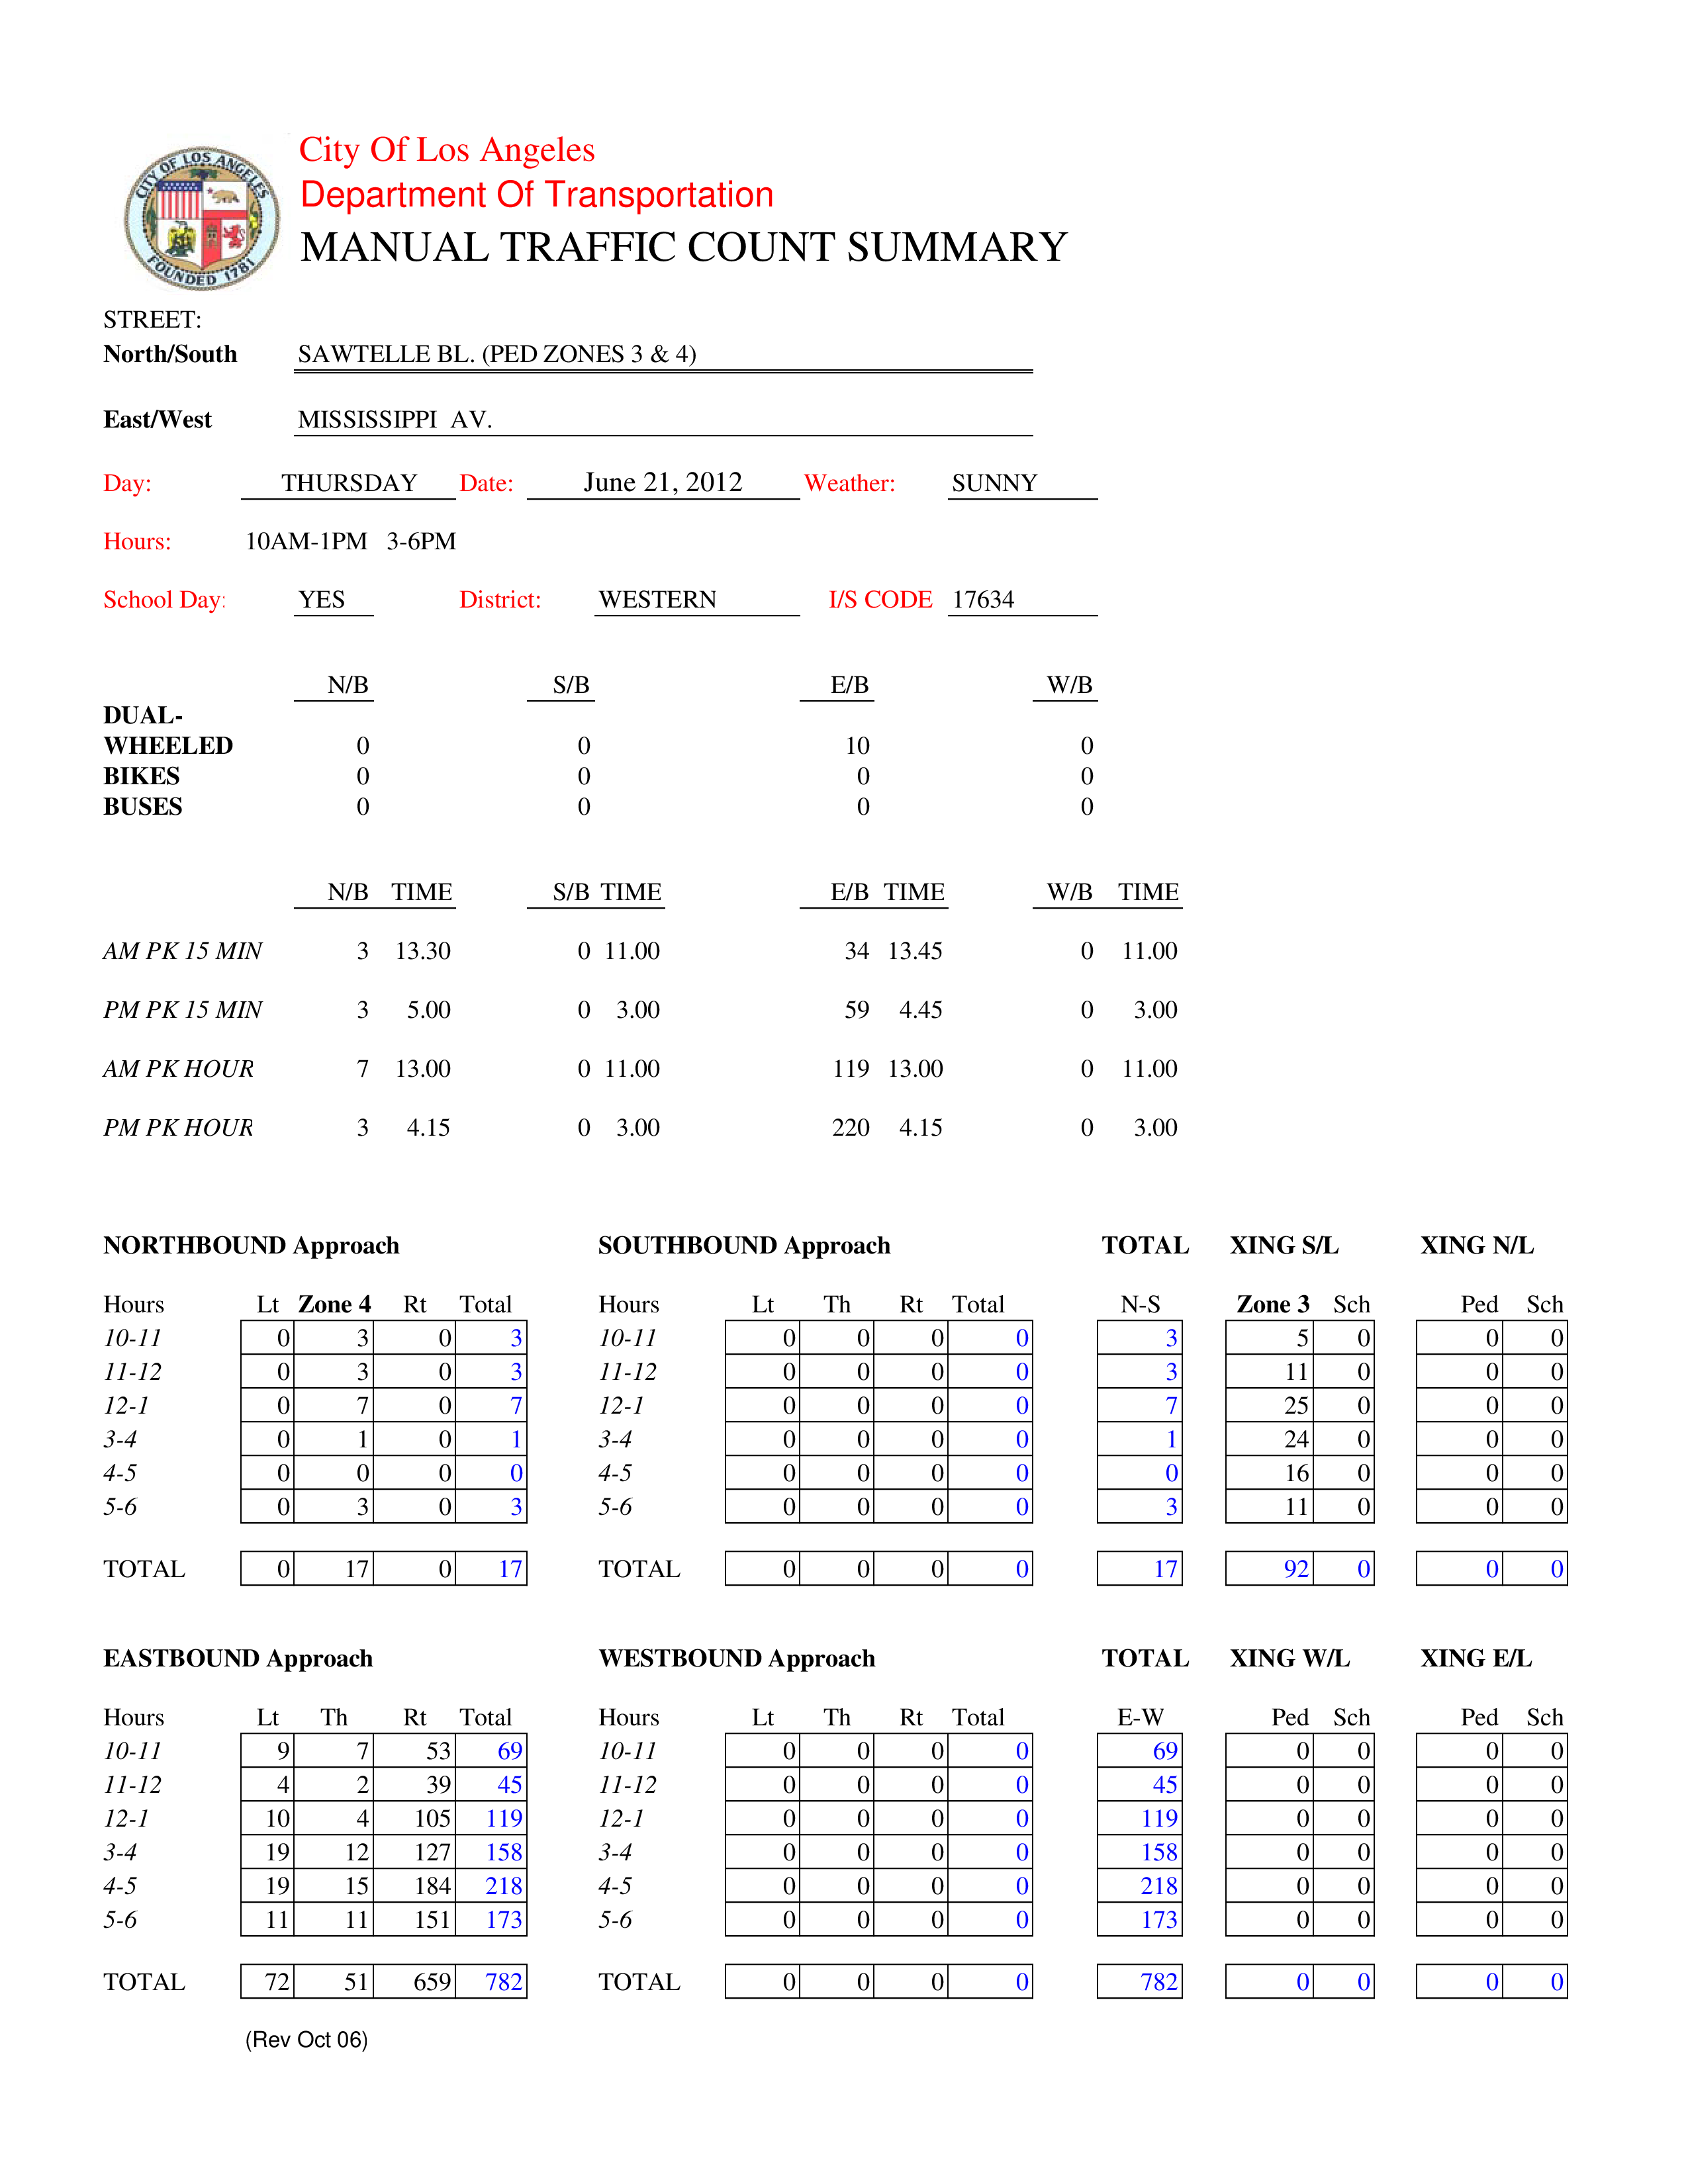 City Of Los Angeles
Department Of Transportation
MANUAL TRAFFIC COUNT SUMMARY
CITY OF LOS ANGELES
FOUNDED 1781
STREET:
North/South SAWTELLE BL. (PED ZONES 3 & 4)
East/West MISSISSIPPI AV.
Day: THURSDAY Date: June 21, 2012 Weather: SUNNY
Hours: 10AM-1PM 3-6PM
School Day: YES District: WESTERN I/S CODE 17634
N/B S/B E/B W/B
DUAL-
WHEELED 0 0 10 0
BIKES 0 0 0 0
BUSES 0 0 0 0
N/B TIME S/B TIME E/B TIME W/B TIME
AM PK 15 MIN 3 13.30 0 11.00 34 13.45 0 11.00
PM PK 15 MIN 3 5.00 0 3.00 59 4.45 0 3.00
AM PK HOUR 7 13.00 0 11.00 119 13.00 0 11.00
PM PK HOUR 3 4.15 0 3.00 220 4.15 0 3.00
NORTHBOUND Approach SOUTHBOUND Approach TOTAL XING S/L XING N/L
Hours Lt Zone 4 Rt Total Hours Lt Th Rt Total N-S Zone 3 Sch Ped Sch
10-11 0 3 0 3 10-11 0 0 0 0 3 5 0 0 0
11-12 0 3 0 3 11-12 0 0 0 0 3 11 0 0 0
12-1 0 7 0 7 12-1 0 0 0 0 7 25 0 0 0
3-4 0 1 0 1 3-4 0 0 0 0 1 24 0 0 0
4-5 0 0 0 0 4-5 0 0 0 0 0 16 0 0 0
5-6 0 3 0 3 5-6 0 0 0 0 3 11 0 0 0
TOTAL 0 17 0 17 TOTAL 0 0 0 0 17 92 0 0 0
EASTBOUND Approach WESTBOUND Approach TOTAL XING W/L XING E/L
Hours Lt Th Rt Total Hours Lt Th Rt Total E-W Ped Sch Ped Sch
10-11 9 7 53 69 10-11 0 0 0 0 69 0 0 0 0
11-12 4 2 39 45 11-12 0 0 0 0 45 0 0 0 0
12-1 10 4 105 119 12-1 0 0 0 0 119 0 0 0 0
3-4 19 12 127 158 3-4 0 0 0 0 158 0 0 0 0
4-5 19 15 184 218 4-5 0 0 0 0 218 0 0 0 0
5-6 11 11 151 173 5-6 0 0 0 0 173 0 0 0 0
TOTAL 72 51 659 782 TOTAL 0 0 0 0 782 0 0 0 0
(Rev Oct 06)